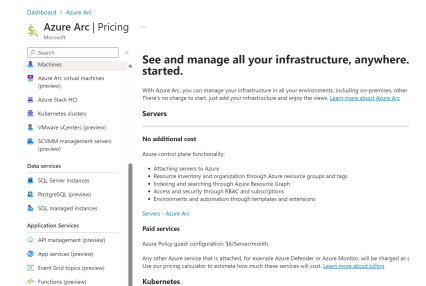 Dashboard >
Azure Arc | Pricing ...
Microsoft
Search
«
Machines
Azure Arc virtual machines
(preview)
Azure Stack HCI
Kubernetes clusters
VMware vCenters (preview)
SCVMM management servers
(preview)
Data services
SQL Server instances
PostgreSQL (preview)
SQL managed instances
Application Services
API management (preview)
App services (preview)
Event Grid topics (preview)
Functions (preview)
See and manage all your infrastructure, anywhere.
started.
With Azure Arc, you can manage your infrastructure in all your environments, including on-premises, other
There's no charge to start, just add your infrastructure and enjoy the views. Learn more about Azure Arc
Servers
No additional cost
Azure control plane functionality:
• Attaching servers to Azure
• Resource inventory and organization through Azure resource groups and tags
• Indexing and searching through Azure Resource Graph
• Access and security through RBAC and subscriptions
• Environments and automation through templates and extensions
Servers - Azure Arc
Paid services
Azure Policy guest configuration: $6/Server/month.
Any other Azure service that is attached, for example Azure Defender or Azure Monitor, will be charged as
Use our pricing calculator to estimate how much these services will cost. Learn more about billing
Kubernetes